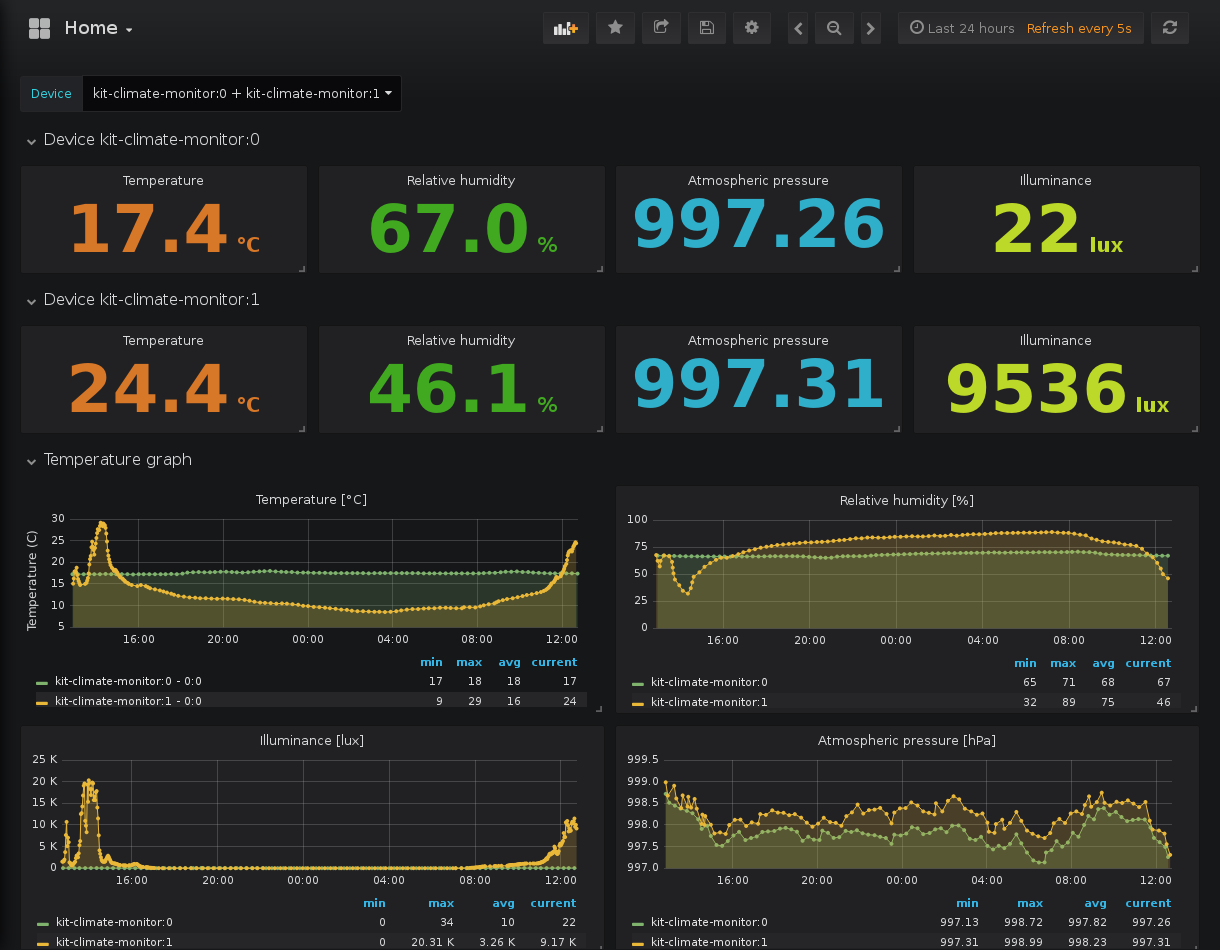 Home
Last 24 hours Refresh every 5s
Device kit-climate-monitor:0 + kit-climate-monitor:1
Device kit-climate-monitor:0
Temperature Relative humidity Atmospheric pressure Illuminance
17.4 °C 67.0 % 997.26 22 lux
Device kit-climate-monitor:1
Temperature Relative humidity Atmospheric pressure Illuminance
24.4 °C 46.1 % 997.31 9536 lux
Temperature graph
Temperature [°C]
Temperature (C)
30
25
20
15
10
5
16:00 20:00 00:00 04:00 08:00 12:00
min max avg current
kit-climate-monitor:0 - 0:0 17 18 18 17
kit-climate-monitor:1 - 0:0 9 29 16 24
Relative humidity [%]
100
75
50
25
0
16:00 20:00 00:00 04:00 08:00 12:00
min max avg current
kit-climate-monitor:0 65 71 68 67
kit-climate-monitor:1 32 89 75 46
Illuminance [lux]
25 K
20 K
15 K
10 K
5 K
0
16:00 20:00 00:00 04:00 08:00 12:00
min max avg current
kit-climate-monitor:0 0 34 10 22
kit-climate-monitor:1 0 20.31 K 3.26 K 9.17 K
Atmospheric pressure [hPa]
999.5
999.0
998.5
998.0
997.5
997.0
16:00 20:00 00:00 04:00 08:00 12:00
min max avg current
kit-climate-monitor:0 997.13 998.72 997.82 997.26
kit-climate-monitor:1 997.31 998.99 998.23 997.31